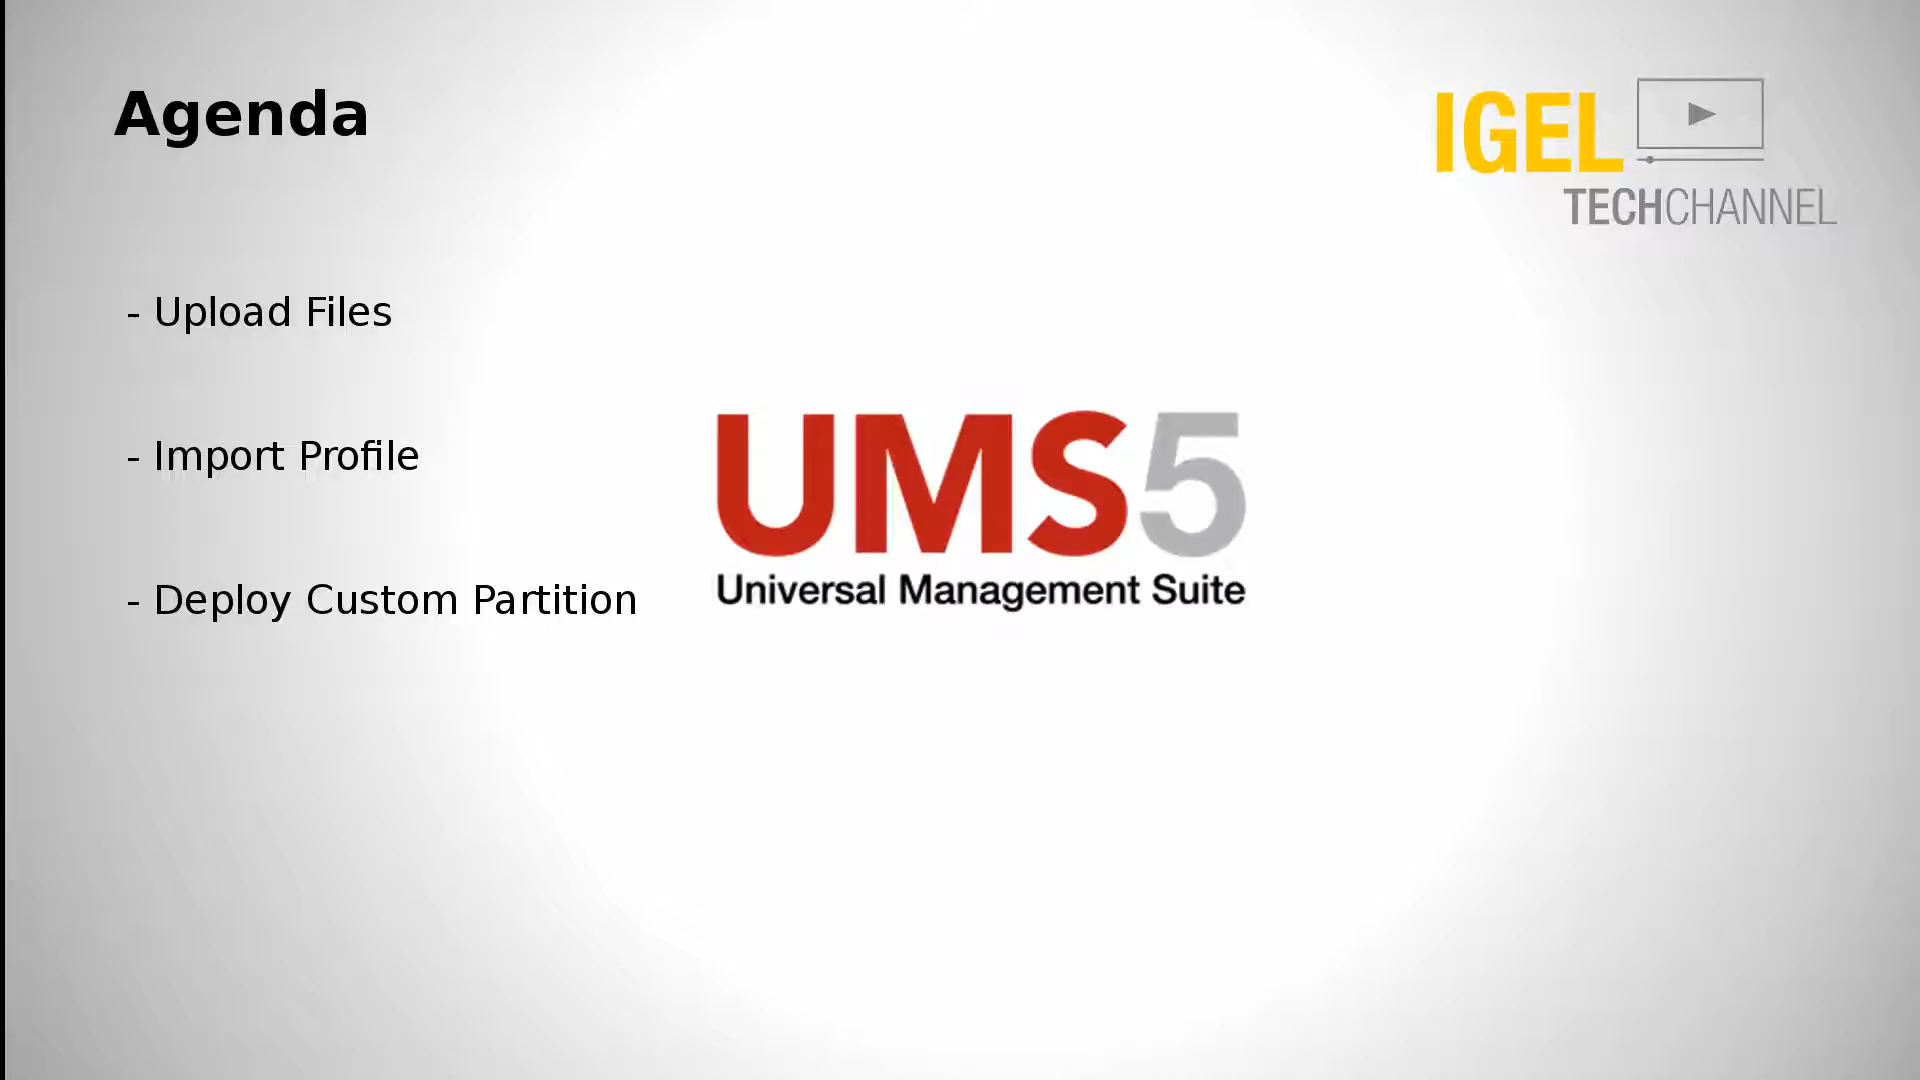 Agenda
IGEL
TECHCHANNEL
- Upload Files
- Import Profile
- Deploy Custom Partition
UMS5
Universal Management Suite